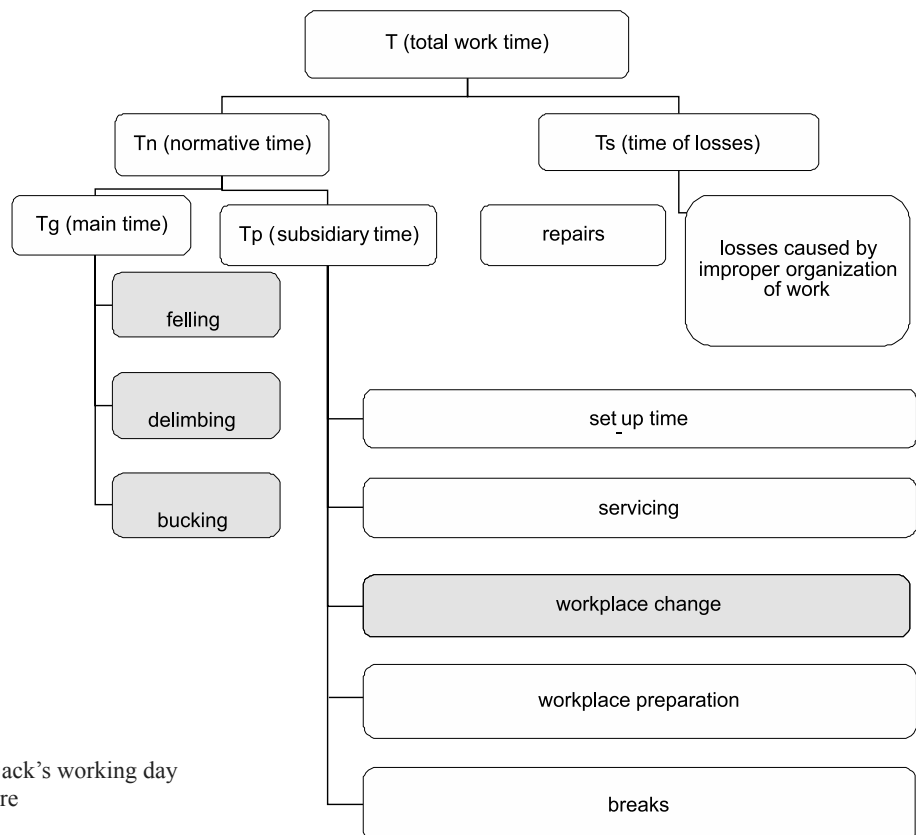 T (total work time)
Tn (normative time)
Ts (time of losses)
Tg (main time)
Tp (subsidiary time)
repairs
losses caused by
improper organization
of work
felling
delimbing
bucking
set_up time
servicing
workplace change
workplace preparation
breaks
ack’s working day
re